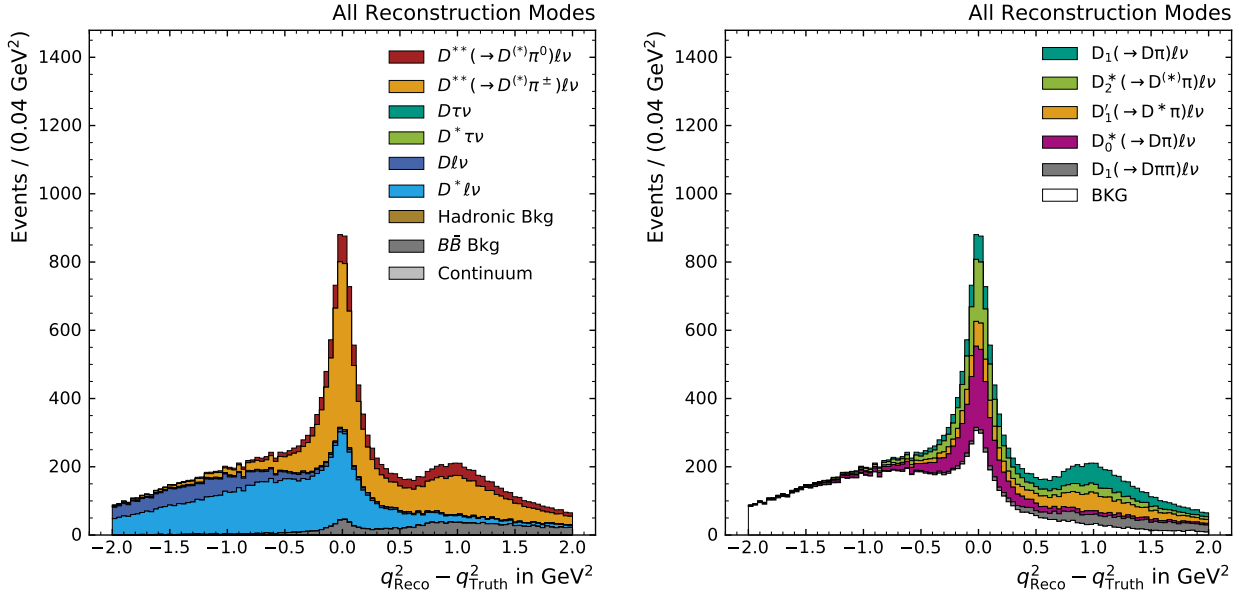 All Reconstruction Modes
Events / (0.04 GeV²)
1400
1200
1000
800
600
400
200
0
D**(→D(*)π⁰)ℓν
D**(→D(*)π±)ℓν
Dτν
D*τν
Dℓν
D*ℓν
Hadronic Bkg
BB̄ Bkg
Continuum
−2.0 −1.5 −1.0 −0.5 0.0 0.5 1.0 1.5 2.0
q²Reco − q²Truth in GeV²
All Reconstruction Modes
Events / (0.04 GeV²)
1400
1200
1000
800
600
400
200
0
D₁(→Dπ)ℓν
D₂*(→D(*)π)ℓν
D₁′(→D*π)ℓν
D₀*(→Dπ)ℓν
D₁(→Dππ)ℓν
BKG
−2.0 −1.5 −1.0 −0.5 0.0 0.5 1.0 1.5 2.0
q²Reco − q²Truth in GeV²